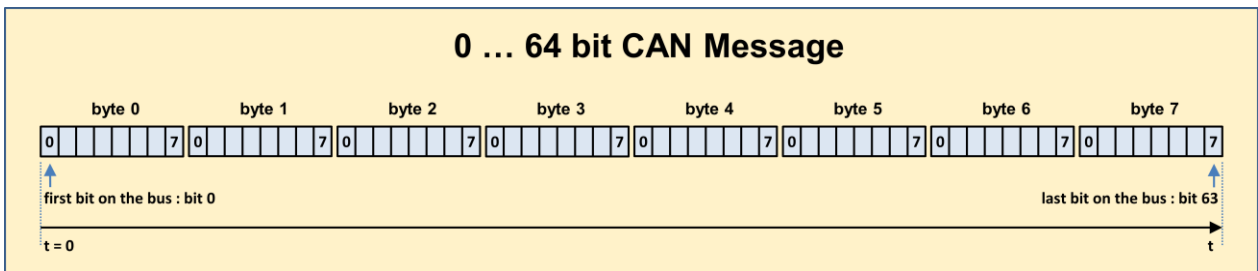 0 … 64 bit CAN Message
byte 0 byte 1 byte 2 byte 3 byte 4 byte 5 byte 6 byte 7
0 7 0 7 0 7 0 7 0 7 0 7 0 7 0 7
first bit on the bus : bit 0 last bit on the bus : bit 63
t = 0 t